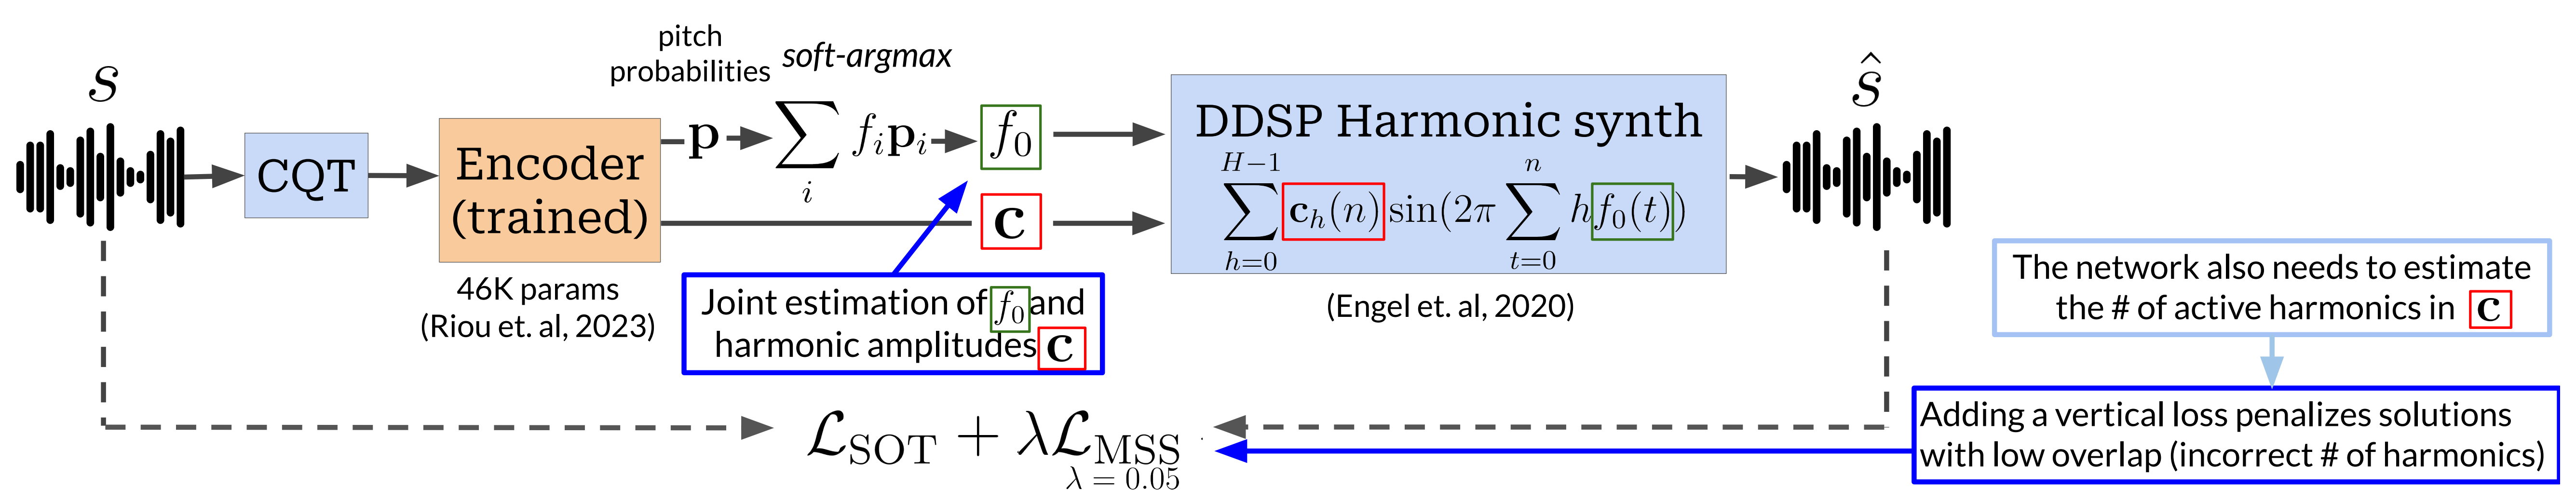 s
CQT
Encoder
(trained)
46K params
(Riou et. al, 2023)
pitch
probabilities
soft-argmax
p
∑_i f_i p_i
f_0
c
Joint estimation of f_0 and
harmonic amplitudes c
DDSP Harmonic synth
∑_{h=0}^{H−1} c_h(n) sin(2π ∑_{t=0}^{n} h f_0(t))
(Engel et. al, 2020)
ŝ
The network also needs to estimate
the # of active harmonics in c
Adding a vertical loss penalizes solutions
with low overlap (incorrect # of harmonics)
ℒ_SOT + λℒ_MSS
λ = 0.05